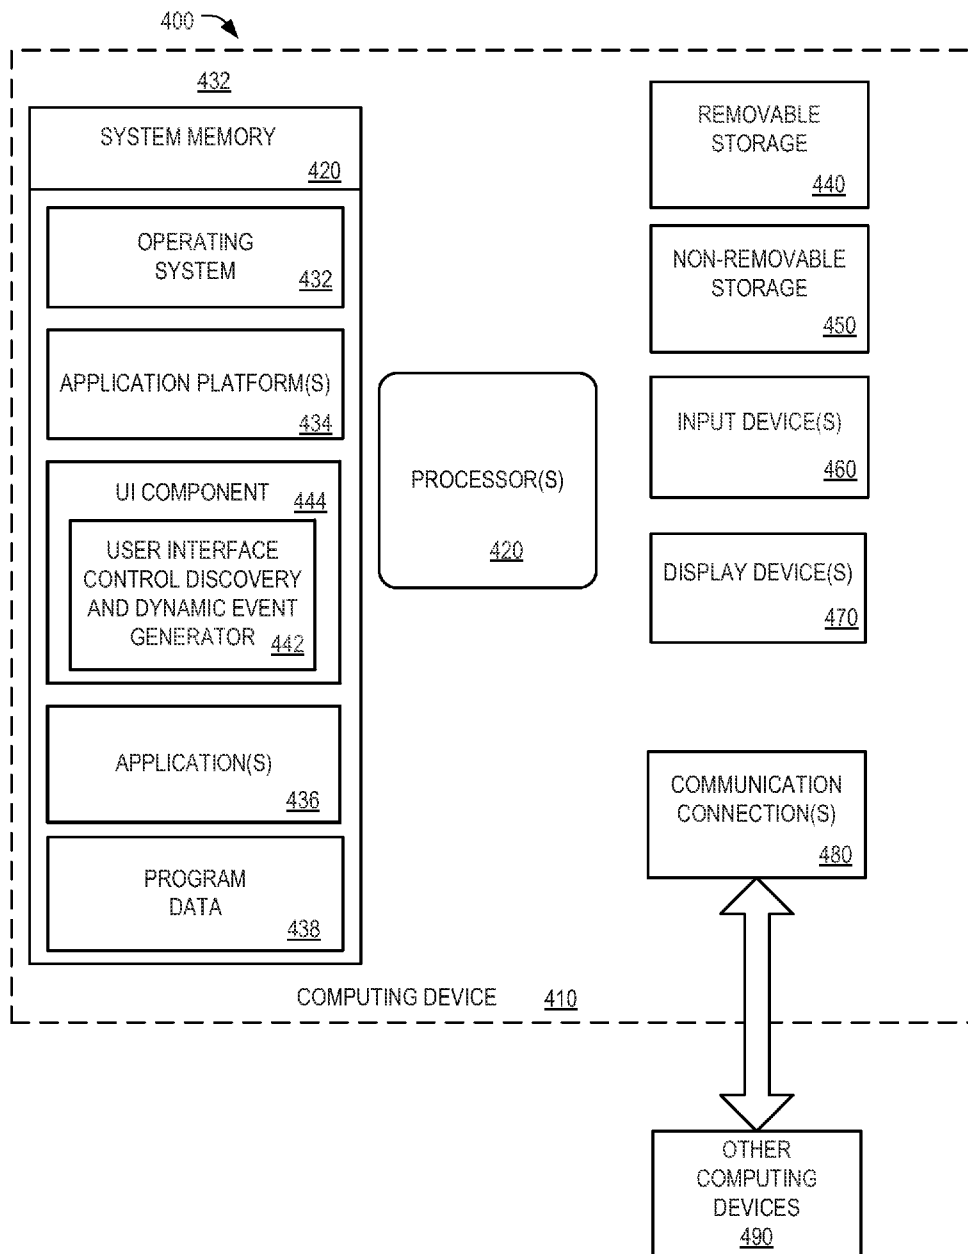 400
432
SYSTEM MEMORY
420
OPERATING
SYSTEM
432
APPLICATION PLATFORM(S)
434
UI COMPONENT
444
USER INTERFACE
CONTROL DISCOVERY
AND DYNAMIC EVENT
GENERATOR
442
APPLICATION(S)
436
PROGRAM
DATA
438
PROCESSOR(S)
420
REMOVABLE
STORAGE
440
NON-REMOVABLE
STORAGE
450
INPUT DEVICE(S)
460
DISPLAY DEVICE(S)
470
COMMUNICATION
CONNECTION(S)
480
COMPUTING DEVICE 410
OTHER
COMPUTING
DEVICES
490